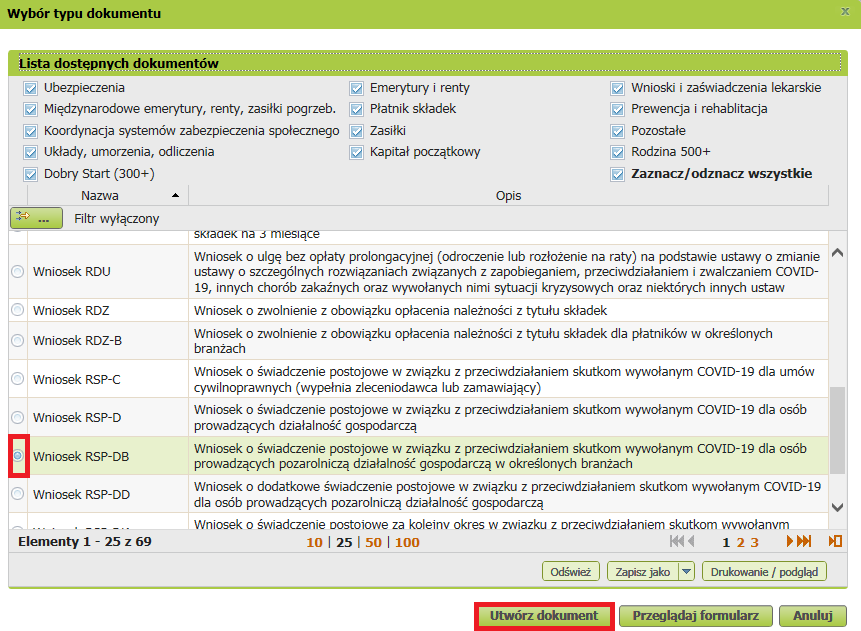 Wybór typu dokumentu
x
Lista dostępnych dokumentów
Ubezpieczenia
Emerytury i renty
Wnioski i zaświadczenia lekarskie
Międzynarodowe emerytury, renty, zasiłki pogrzeb.
Płatnik składek
Prewencja i rehablitacja
Koordynacja systemów zabezpieczenia społecznego
Zasiłki
Pozostałe
Układy, umorzenia, odliczenia
Kapitał początkowy
Rodzina 500+
Dobry Start (300+)
Zaznacz/odznacz wszystkie
Nazwa
Opis
...
Filtr wyłączony
składek na 3 miesiące
Wniosek RDU
Wniosek o ulgę bez opłaty prolongacyjnej (odroczenie lub rozłożenie na raty) na podstawie ustawy o zmianie
ustawy o szczególnych rozwiązaniach związanych z zapobieganiem, przeciwdziałaniem i zwalczaniem COVID-
19, innych chorób zakaźnych oraz wywołanych nimi sytuacji kryzysowych oraz niektórych innych ustaw
Wniosek RDZ
Wniosek o zwolnienie z obowiązku opłacenia należności z tytułu składek
Wniosek RDZ-B
Wniosek o zwolnienie z obowiązku opłacenia należności z tytułu składek dla płatników w określonych
branżach
Wniosek RSP-C
Wniosek o świadczenie postojowe w związku z przeciwdziałaniem skutkom wywołanym COVID-19 dla umów
cywilnoprawnych (wypełnia zleceniodawca lub zamawiający)
Wniosek RSP-D
Wniosek o świadczenie postojowe w związku z przeciwdziałaniem skutkom wywołanym COVID-19 dla osób
prowadzących działalność gospodarczą
Wniosek RSP-DB
Wniosek o świadczenie postojowe w związku z przeciwdziałaniem skutkom wywołanym COVID-19 dla osób
prowadzących pozarolniczą działalność gospodarczą w określonych branżach
Wniosek RSP-DD
Wniosek o dodatkowe świadczenie postojowe w związku z przeciwdziałaniem skutkom wywołanym COVID-19
dla osób prowadzących pozarolniczą działalność gospodarczą
Wniosek o świadczenie postojowe za kolejny okres w związku z przeciwdziałaniem skutkom wywołanym
Elementy 1 - 25 z 69
10 | 25 | 50 | 100
1 2 3
Odśwież
Zapisz jako
Drukowanie / podgląd
Utwórz dokument
Przeglądaj formularz
Anuluj